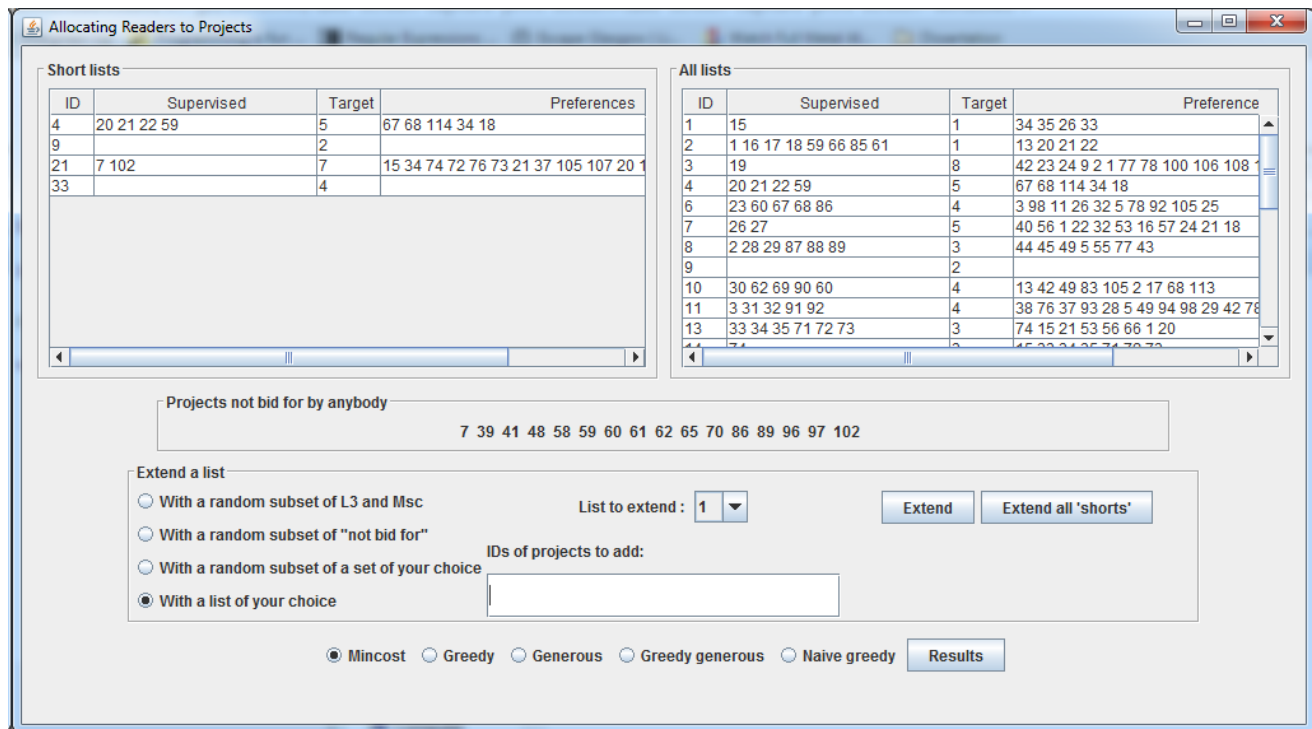 Allocating Readers to Projects
Short lists
ID Supervised Target Preferences
4 20 21 22 59 5 67 68 114 34 18
9 2
21 7 102 7 15 34 74 72 76 73 21 37 105 107 20 1
33 4
All lists
ID Supervised Target Preference
1 15 1 34 35 26 33
2 1 16 17 18 59 66 85 61 1 13 20 21 22
3 19 8 42 23 24 9 2 1 77 78 100 106 108 1
4 20 21 22 59 5 67 68 114 34 18
6 23 60 67 68 86 4 3 98 11 26 32 5 78 92 105 25
7 26 27 5 40 56 1 22 32 53 16 57 24 21 18
8 2 28 29 87 88 89 3 44 45 49 5 55 77 43
9 2
10 30 62 69 90 60 4 13 42 49 83 105 2 17 68 113
11 3 31 32 91 92 4 38 76 37 93 28 5 49 94 98 29 42 78
13 33 34 35 71 72 73 3 74 15 21 53 56 66 1 20
Projects not bid for by anybody
7 39 41 48 58 59 60 61 62 65 70 86 89 96 97 102
Extend a list
With a random subset of L3 and Msc
List to extend : 1
Extend
Extend all 'shorts'
With a random subset of "not bid for"
IDs of projects to add:
With a random subset of a set of your choice
With a list of your choice
Mincost Greedy Generous Greedy generous Naive greedy Results